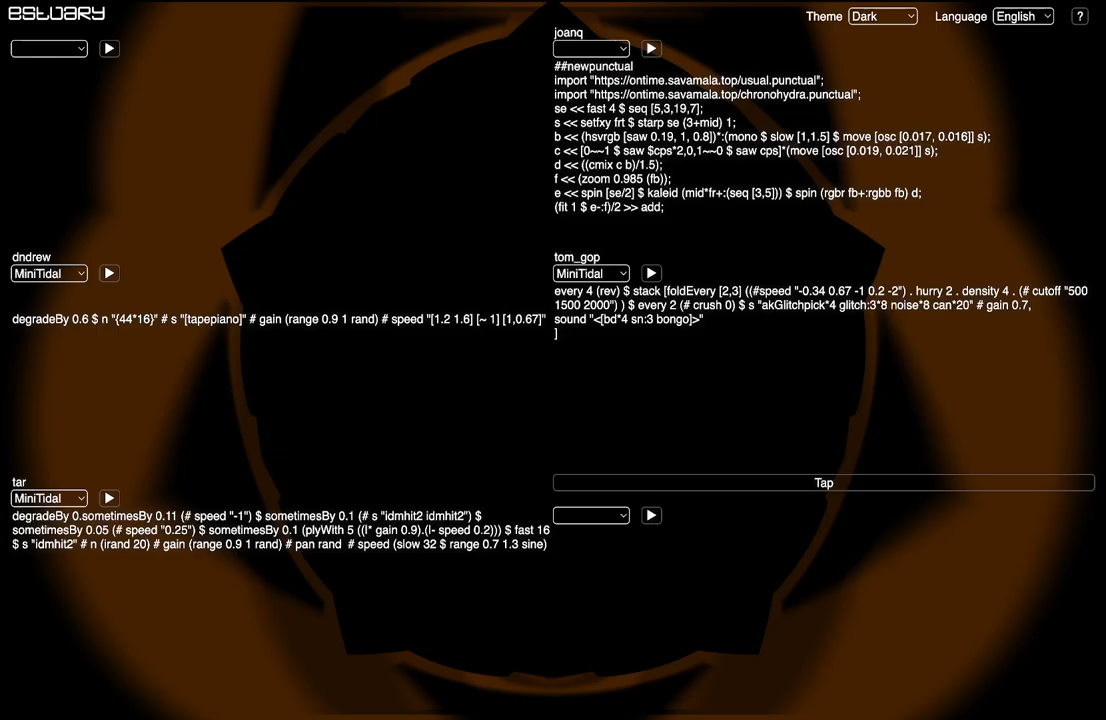 estuary
Theme Dark Language English ?
joanq
##newpunctual
import "https://ontime.savamala.top/usual.punctual";
import "https://ontime.savamala.top/chronohydra.punctual";
se << fast 4 $ seq [5,3,19,7];
s << setfxy frt $ starp se (3+mid) 1;
b << (hsvrgb [saw 0.19, 1, 0.8])*:(mono $ slow [1,1.5] $ move [osc [0.017, 0.016]] s);
c << [0~~1 $ saw $cps*2,0,1~~0 $ saw cps]*(move [osc [0.019, 0.021]] s);
d << ((cmix c b)/1.5);
f << (zoom 0.985 (fb));
e << spin [se/2] $ kaleid (mid*fr+:(seq [3,5])) $ spin (rgbr fb+:rgbb fb) d;
(fit 1 $ e-:f)/2 >> add;
dndrew
MiniTidal
degradeBy 0.6 $ n "{44*16}" # s "[tapepiano]" # gain (range 0.9 1 rand) # speed "[1.2 1.6] [~ 1] [1,0.67]"
tom_gop
MiniTidal
every 4 (rev) $ stack [foldEvery [2,3] ((#speed "-0.34 0.67 -1 0.2 -2") . hurry 2 . density 4 . (# cutoff "500
1500 2000") ) $ every 2 (# crush 0) $ s "akGlitchpick*4 glitch:3*8 noise*8 can*20" # gain 0.7,
sound "<[bd*4 sn:3 bongo]>"
]
tar
MiniTidal
degradeBy 0.sometimesBy 0.11 (# speed "-1") $ sometimesBy 0.1 (# s "idmhit2 idmhit2") $
sometimesBy 0.05 (# speed "0.25") $ sometimesBy 0.1 (plyWith 5 ((|* gain 0.9).(|- speed 0.2))) $ fast 16
$ s "idmhit2" # n (irand 20) # gain (range 0.9 1 rand) # pan rand  # speed (slow 32 $ range 0.7 1.3 sine)
Tap